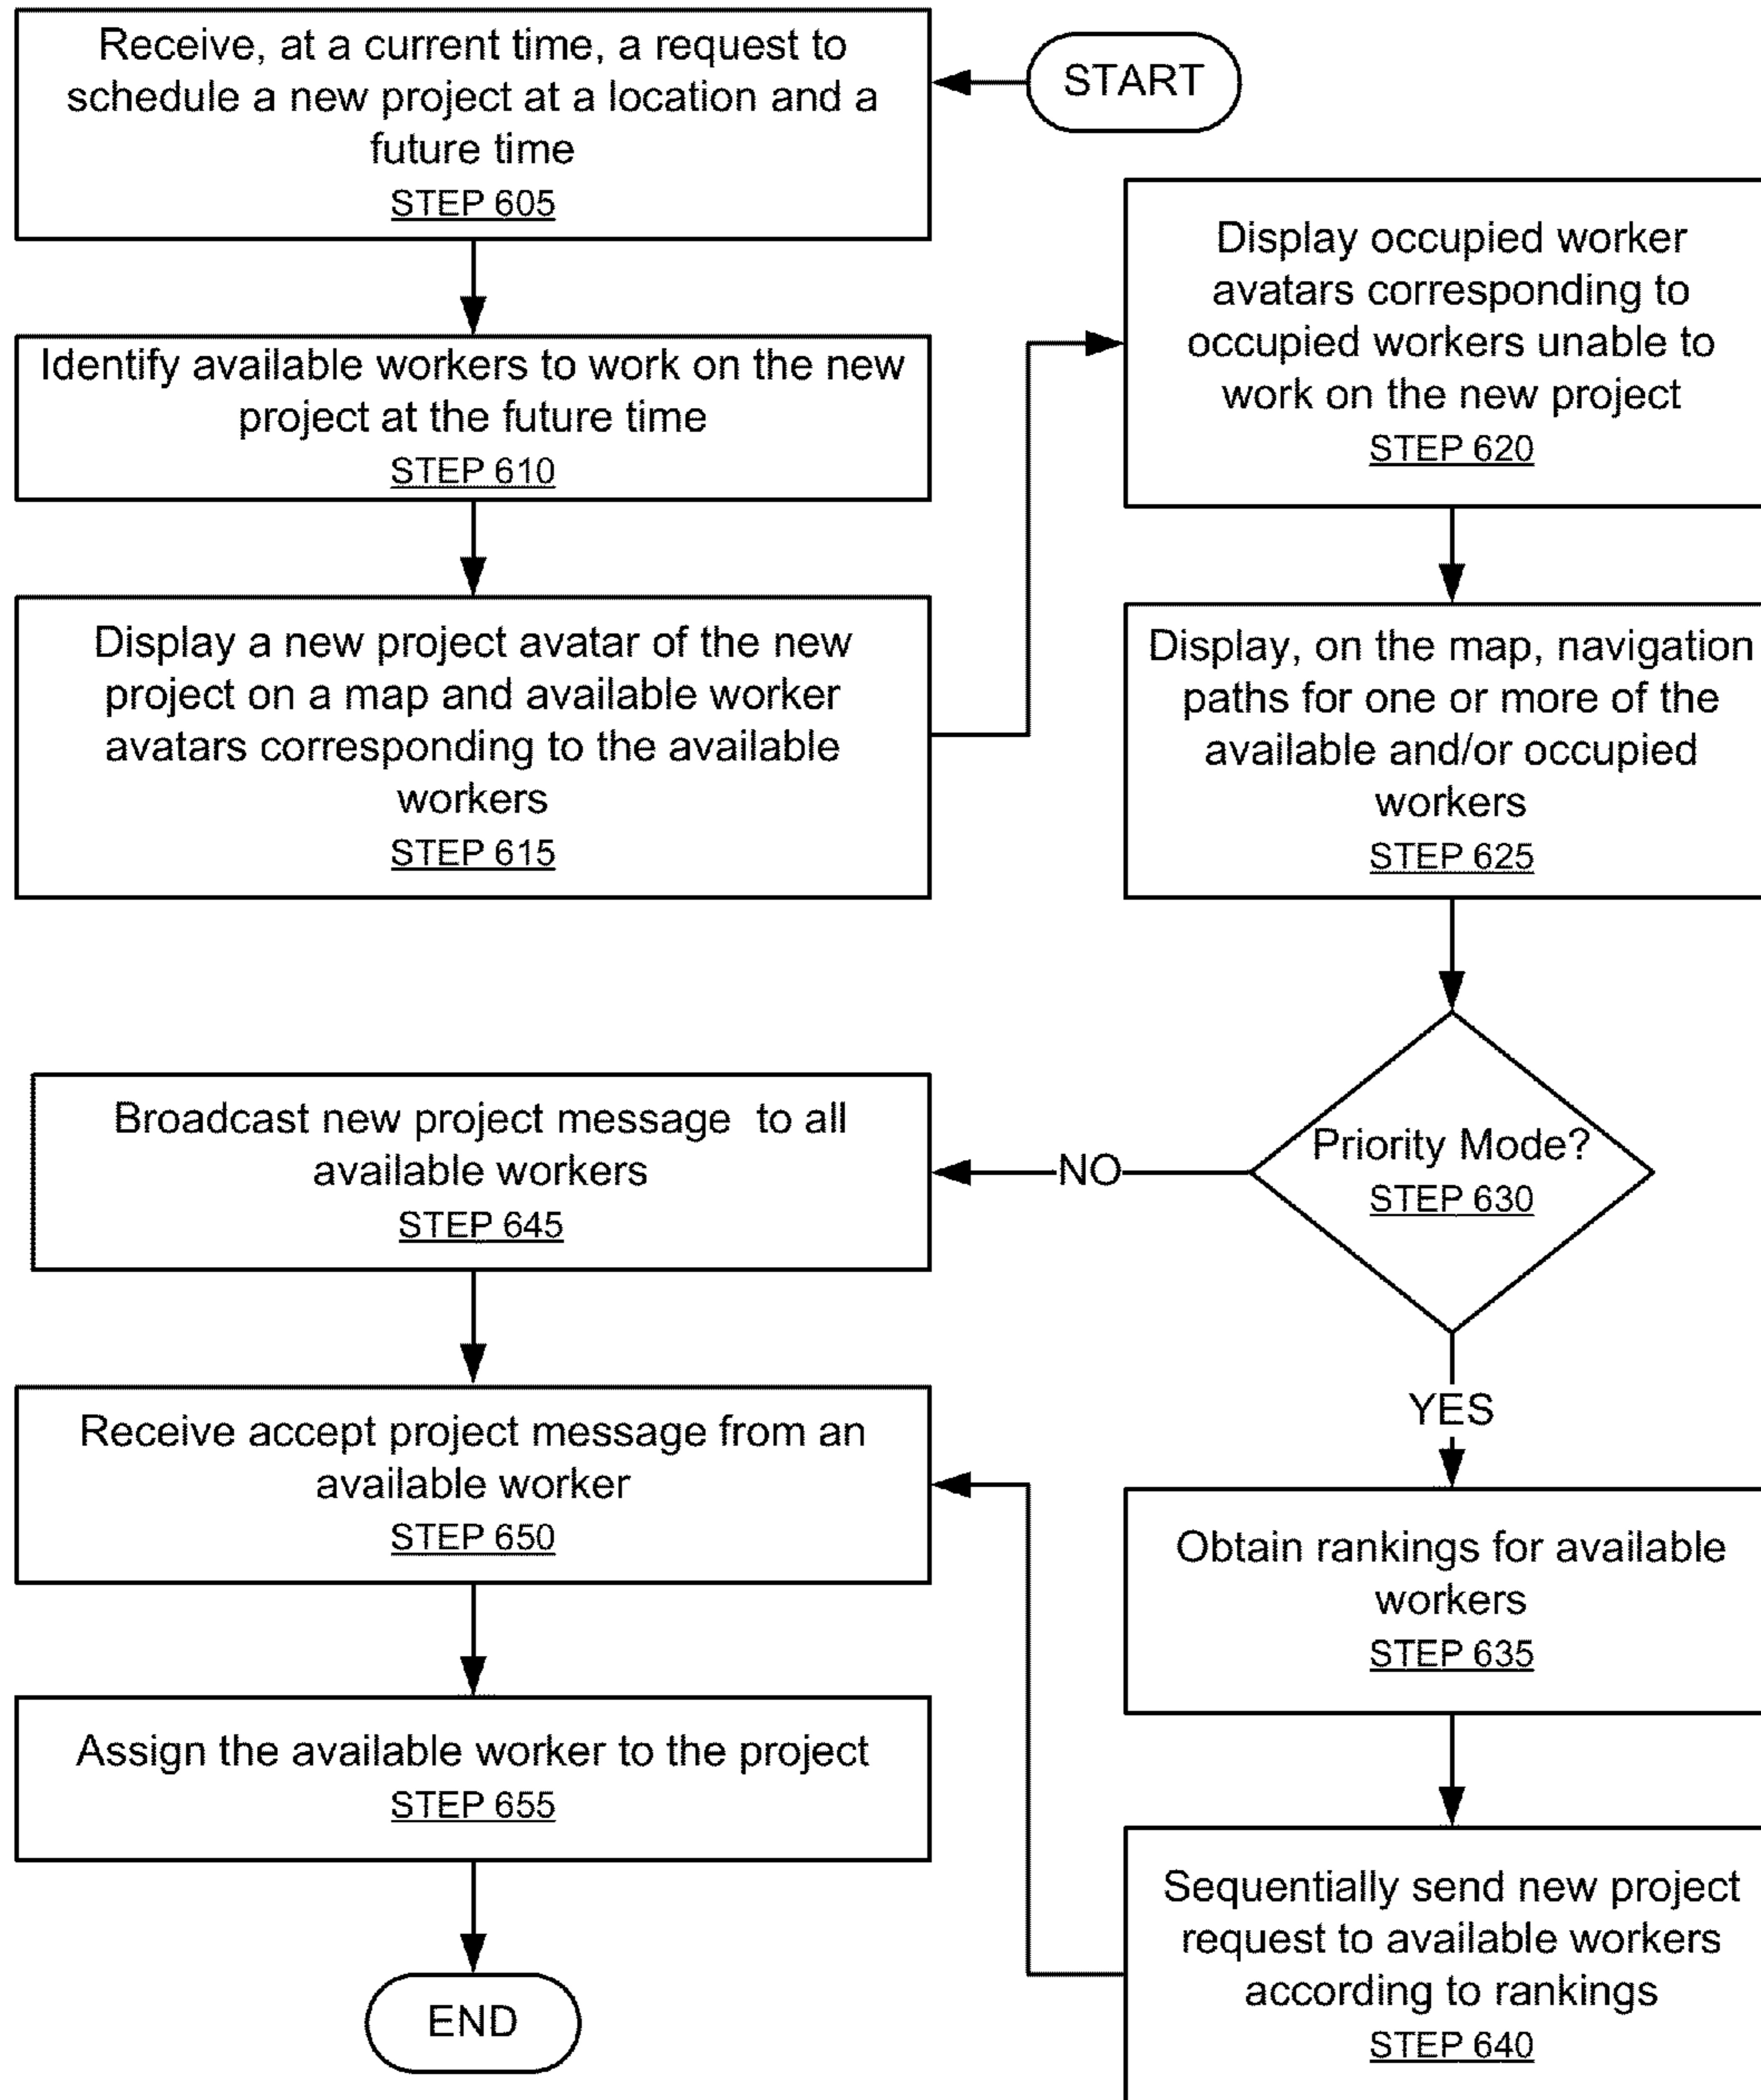 START
Receive, at a current time, a request to
schedule a new project at a location and a
future time
STEP 605
Identify available workers to work on the new
project at the future time
STEP 610
Display a new project avatar of the new
project on a map and available worker
avatars corresponding to the available
workers
STEP 615
Display occupied worker
avatars corresponding to
occupied workers unable to
work on the new project
STEP 620
Display, on the map, navigation
paths for one or more of the
available and/or occupied
workers
STEP 625
Priority Mode?
STEP 630
NO
YES
Broadcast new project message to all
available workers
STEP 645
Obtain rankings for available
workers
STEP 635
Sequentially send new project
request to available workers
according to rankings
STEP 640
Receive accept project message from an
available worker
STEP 650
Assign the available worker to the project
STEP 655
END